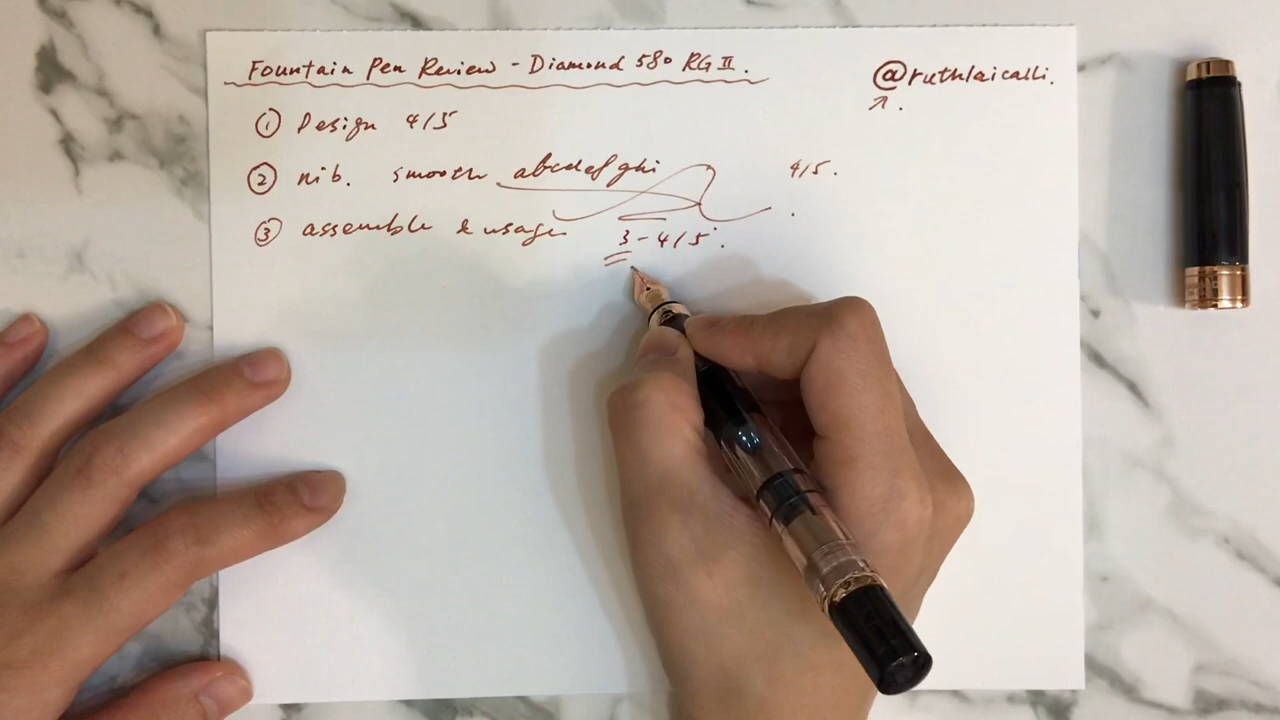 Fountain Pen Review - Diamond 580 RG II.
@ruthlaicalli.
① Design 4/5
② nib. smooth abcdefghi 4/5.
③ assemble & usage 3-4/5.